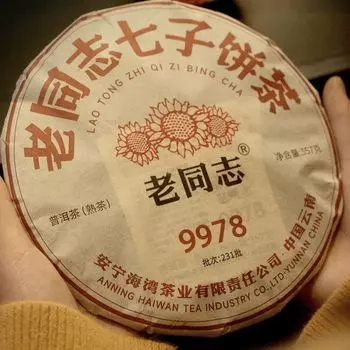 老同志七子饼茶
LAO TONG ZHI QI ZI BING CHA
®
老同志
普洱茶(熟茶)
净含量:357克
9978
批次:231批
安宁海湾茶业有限责任公司·中国云南
ANNING HAIWAN TEA INDUSTRY CO.,LTD·YUNNAN CHINA